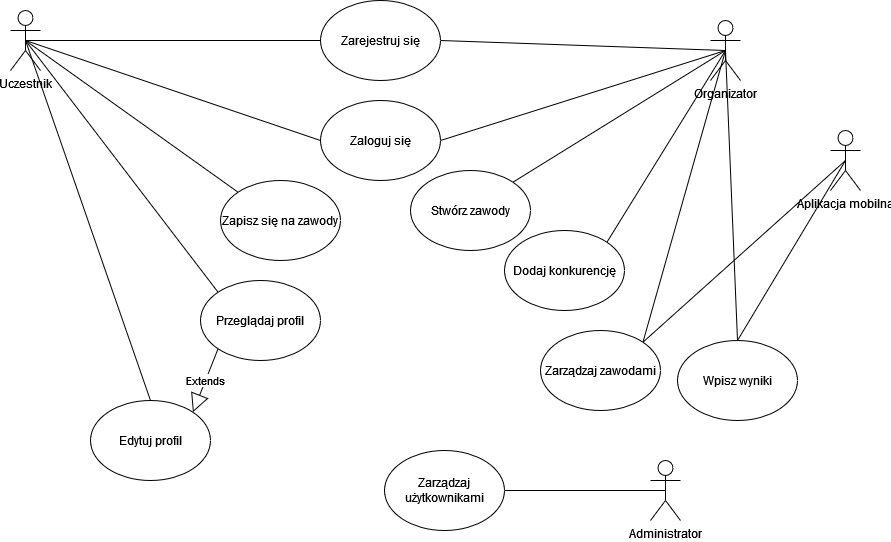 Zarejestruj się
Uczestnik
Organizator
Zaloguj się
Aplikacja mobilna
Stwórz zawody
Zapisz się na zawody
Dodaj konkurencję
Przeglądaj profil
Zarządzaj zawodami
Wpisz wyniki
Extends
Edytuj profil
Zarządzaj
użytkownikami
Administrator